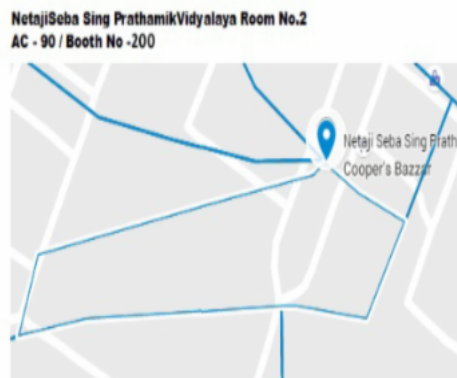 NetajiSeba Sing PrathamikVidyalaya Room No.2
AC - 90 / Booth No -200
Netaji Seba Sing Prath
Cooper's Bazzar